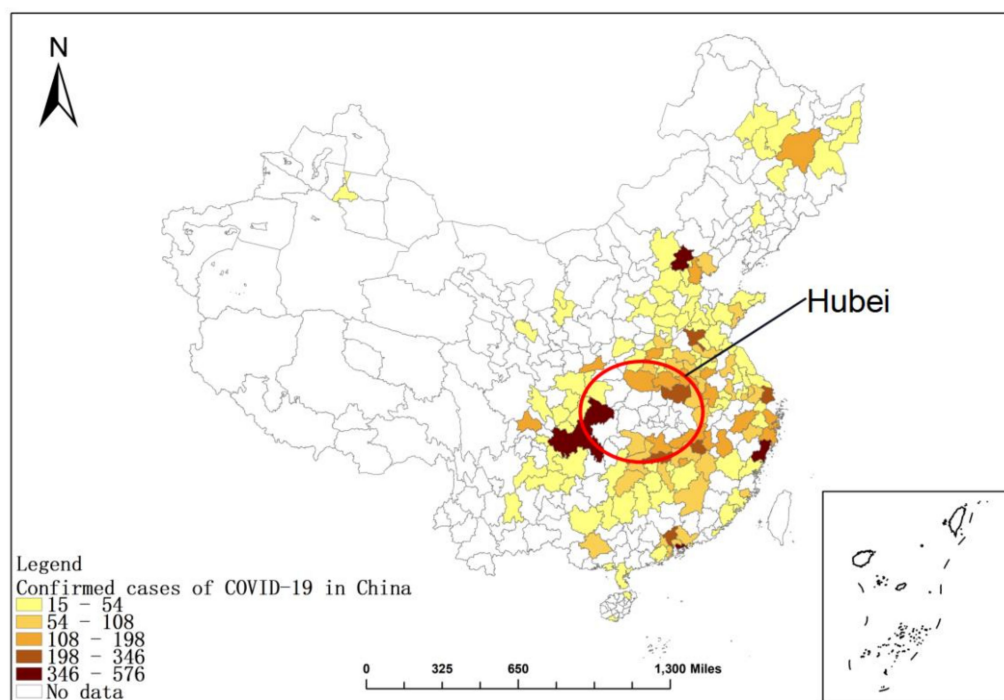 N
Hubei
Legend
Confirmed cases of COVID-19 in China
15 - 54
54 - 108
108 - 198
198 - 346
346 - 576
No data
0 325 650 1,300 Miles